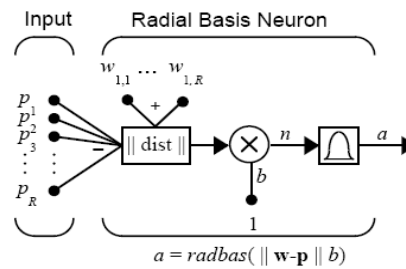 Input Radial Basis Neuron
w1,1 ... w1,R
+
p
p1
p2
p3
−
|| dist ||
×
n
a
b
pR
1
a = radbas( || w-p || b)